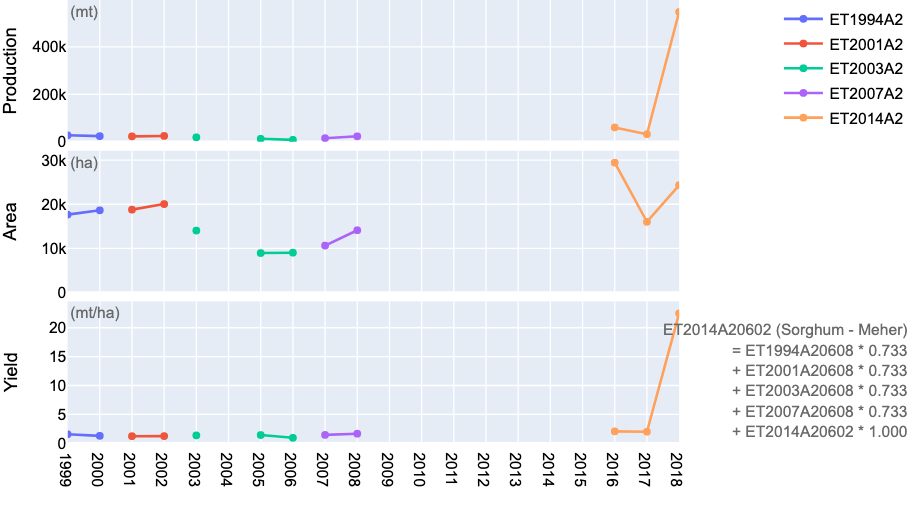 (mt)
Production
400k
200k
0
ET1994A2
ET2001A2
ET2003A2
ET2007A2
ET2014A2
(ha)
Area
30k
20k
10k
0
(mt/ha)
Yield
20
15
10
5
0
1999
2000
2001
2002
2003
2004
2005
2006
2007
2008
2009
2010
2011
2012
2013
2014
2015
2016
2017
2018
ET2014A20602 (Sorghum - Meher)
= ET1994A20608 * 0.733
+ ET2001A20608 * 0.733
+ ET2003A20608 * 0.733
+ ET2007A20608 * 0.733
+ ET2014A20602 * 1.000